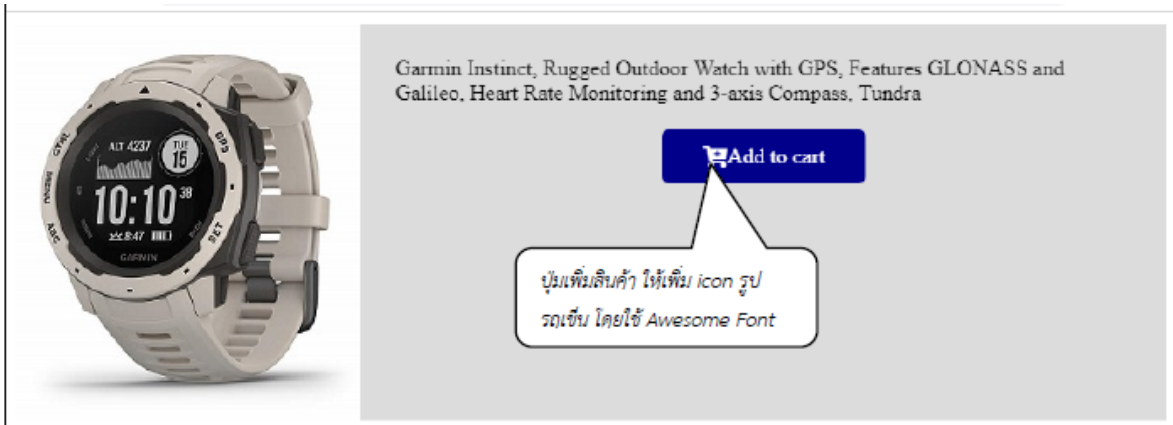 Garmin Instinct, Rugged Outdoor Watch with GPS, Features GLONASS and
Galileo, Heart Rate Monitoring and 3-axis Compass, Tundra
Add to cart
ปุ่มเพิ่มสินค้า ให้เพิ่ม icon รูป
รถเข็น โดยใช้ Awesome Font
GPS
ALT 4237
TUE
15
10:10 38
8:47
SET
ABC
GARMIN